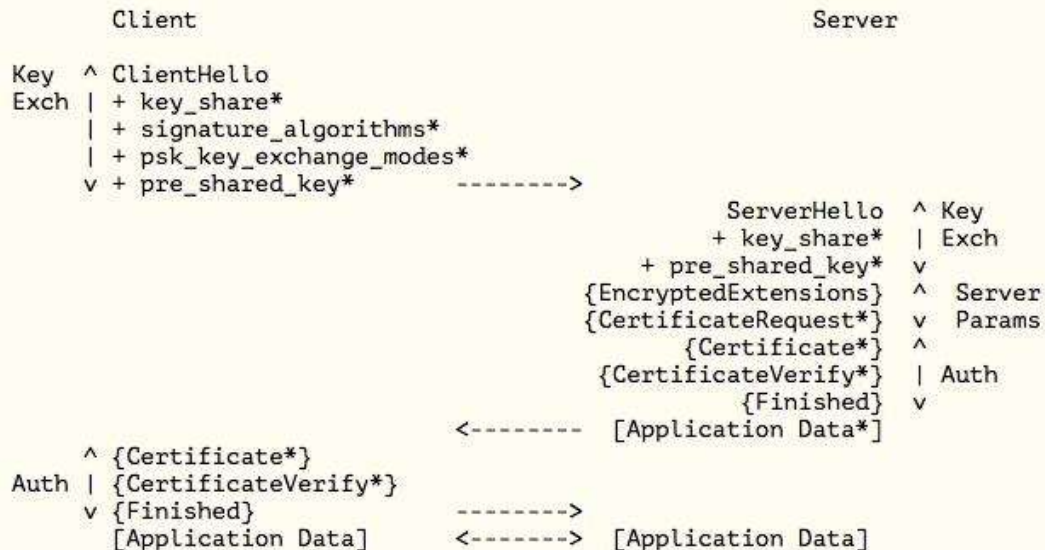 Client Server
Key ^ ClientHello
Exch | + key_share*
| + signature_algorithms*
| + psk_key_exchange_modes*
v + pre_shared_key* -------->
ServerHello ^ Key
+ key_share* | Exch
+ pre_shared_key* v
{EncryptedExtensions} ^ Server
{CertificateRequest*} v Params
{Certificate*} ^
{CertificateVerify*} | Auth
{Finished} v
<-------- [Application Data*]
^ {Certificate*}
Auth | {CertificateVerify*}
v {Finished} -------->
[Application Data] <-------> [Application Data]